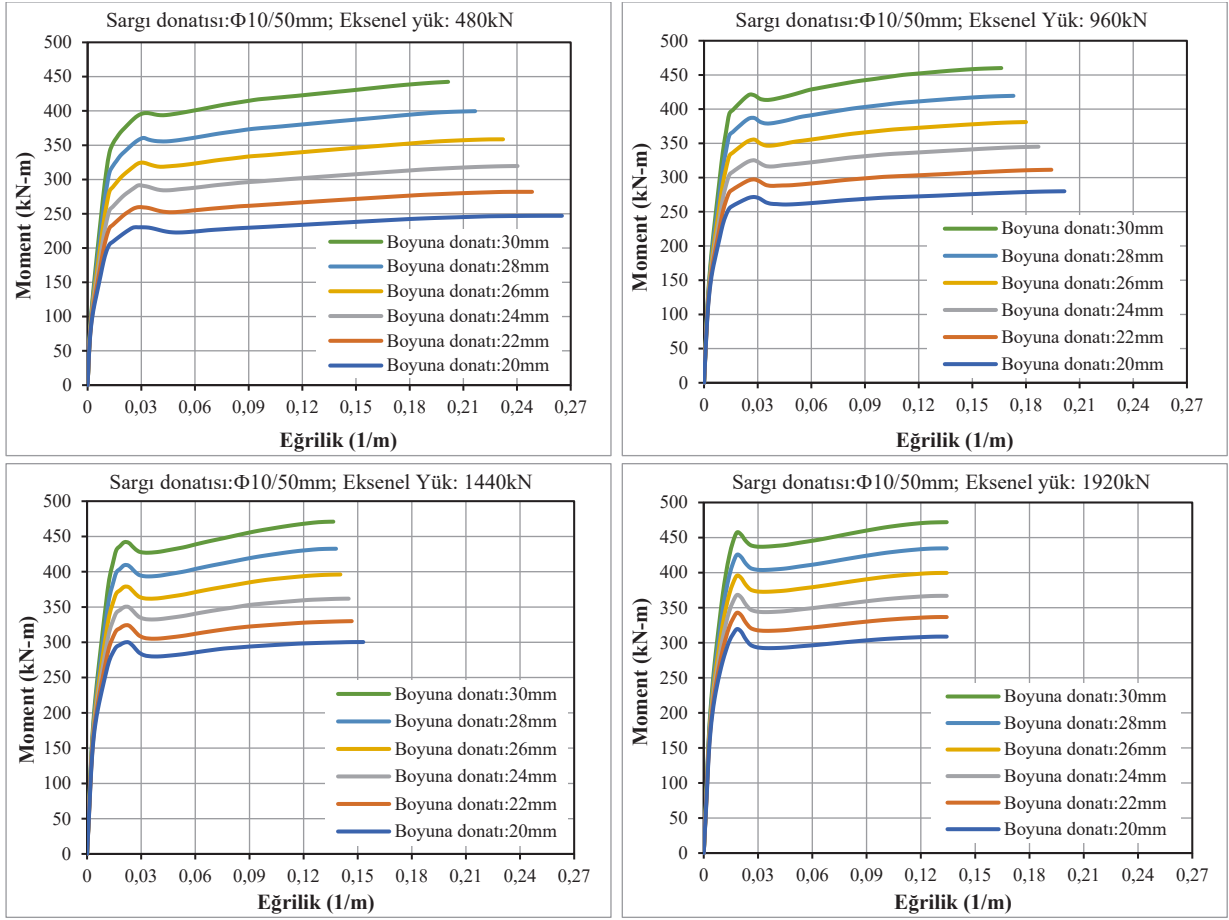 Sargı donatısı:Φ10/50mm; Eksenel yük: 480kN
500
450
400
350
300
250
200
150
100
50
0
Moment (kN-m)
Boyuna donatı:30mm
Boyuna donatı:28mm
Boyuna donatı:26mm
Boyuna donatı:24mm
Boyuna donatı:22mm
Boyuna donatı:20mm
0 0,03 0,06 0,09 0,12 0,15 0,18 0,21 0,24 0,27
Eğrilik (1/m)
Sargı donatısı:Φ10/50mm; Eksenel Yük: 960kN
500
450
400
350
300
250
200
150
100
50
0
Moment (kN-m)
Boyuna donatı:30mm
Boyuna donatı:28mm
Boyuna donatı:26mm
Boyuna donatı:24mm
Boyuna donatı:22mm
Boyuna donatı:20mm
0 0,03 0,06 0,09 0,12 0,15 0,18 0,21 0,24 0,27
Eğrilik (1/m)
Sargı donatısı:Φ10/50mm; Eksenel Yük: 1440kN
500
450
400
350
300
250
200
150
100
50
0
Moment (kN-m)
Boyuna donatı:30mm
Boyuna donatı:28mm
Boyuna donatı:26mm
Boyuna donatı:24mm
Boyuna donatı:22mm
Boyuna donatı:20mm
0 0,03 0,06 0,09 0,12 0,15 0,18 0,21 0,24 0,27
Eğrilik (1/m)
Sargı donatısı:Φ10/50mm; Eksenel yük: 1920kN
500
450
400
350
300
250
200
150
100
50
0
Moment (kN-m)
Boyuna donatı:30mm
Boyuna donatı:28mm
Boyuna donatı:26mm
Boyuna donatı:24mm
Boyuna donatı:22mm
Boyuna donatı:20mm
0 0,03 0,06 0,09 0,12 0,15 0,18 0,21 0,24 0,27
Eğrilik (1/m)